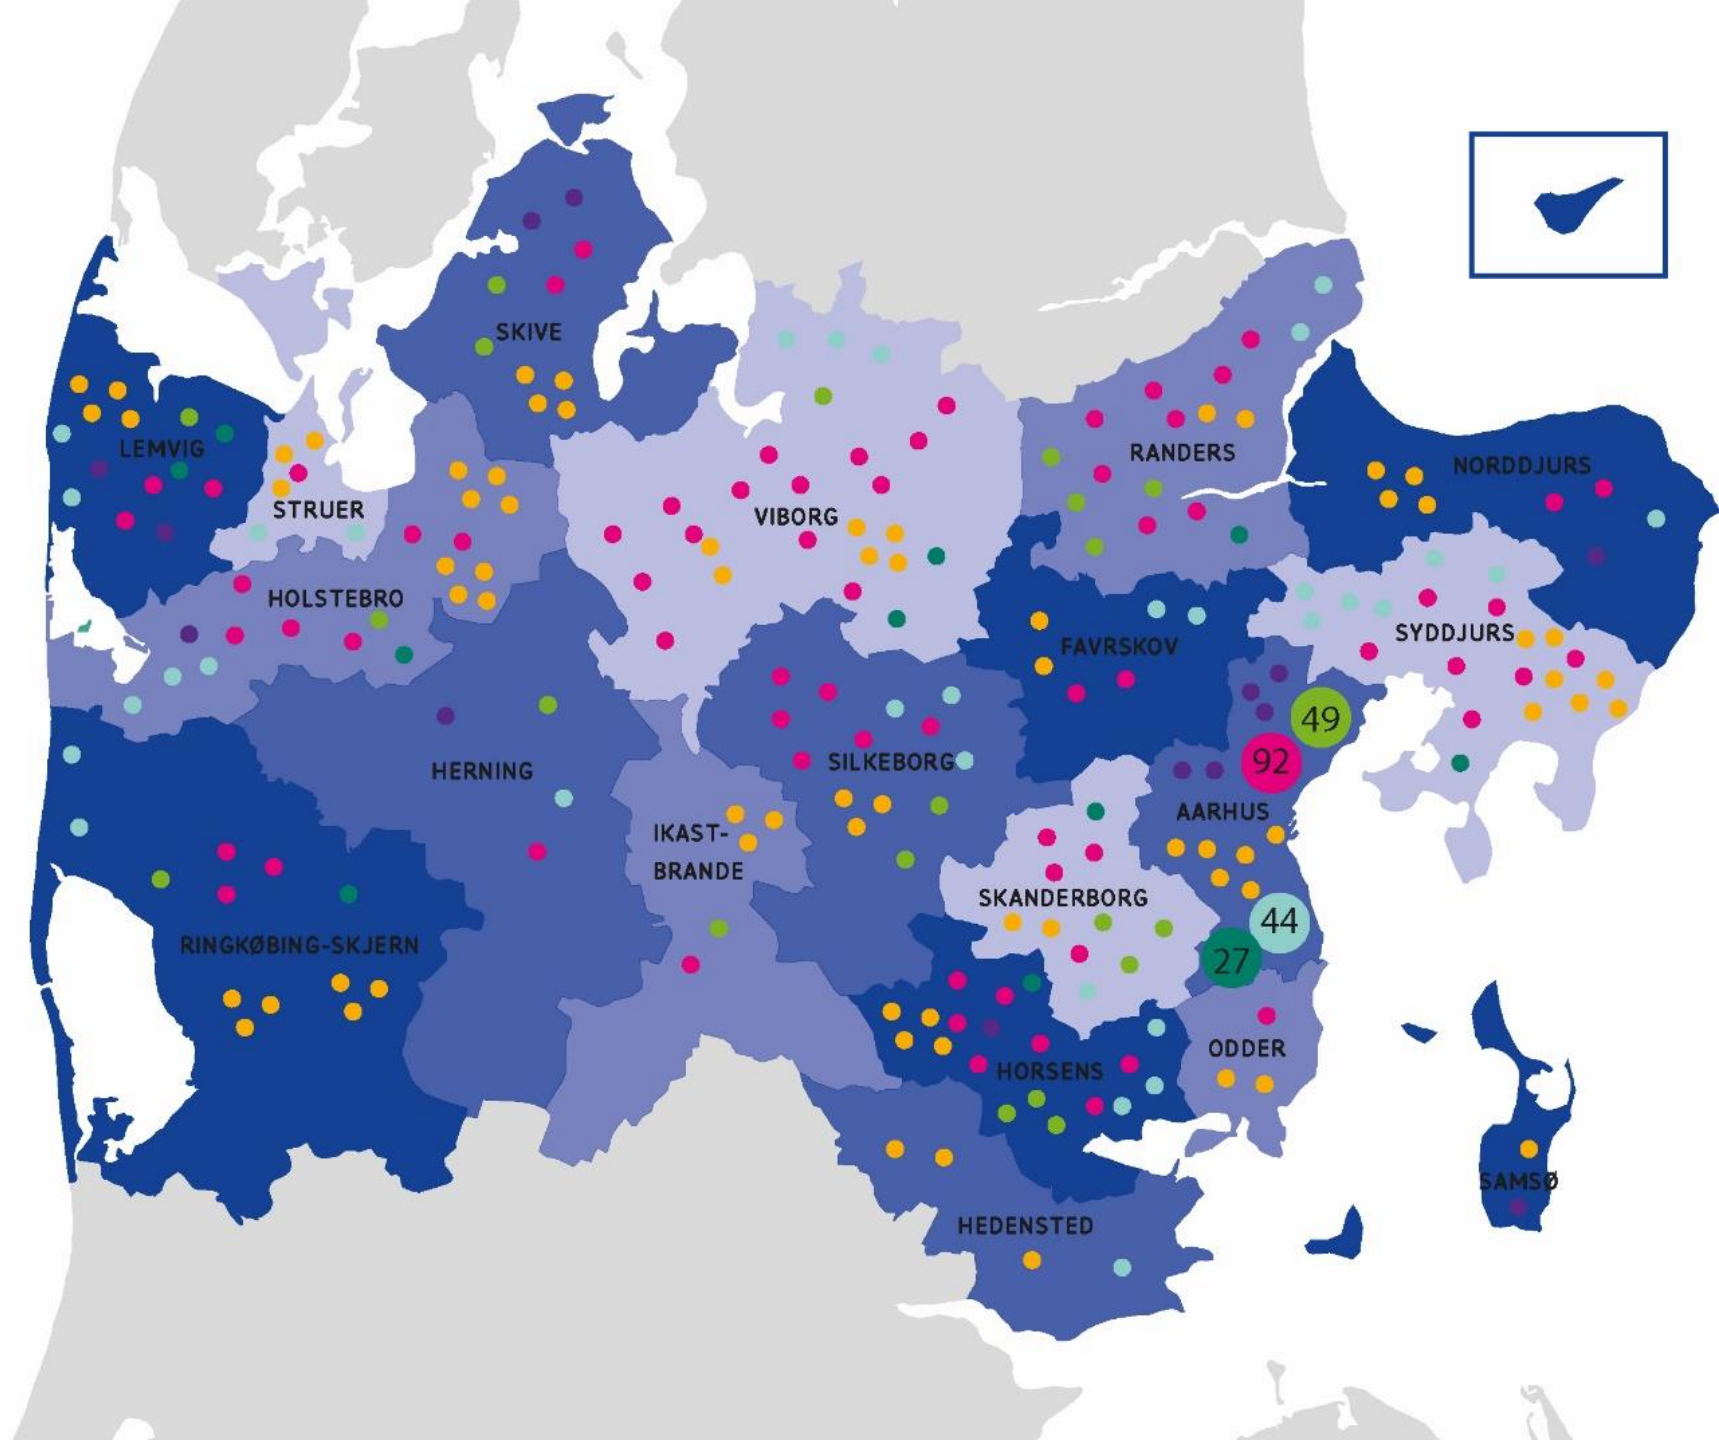 SKIVE
LEMVIG
RANDERS
NORDDJURS
STRUER
VIBORG
HOLSTEBRO
SYDDJURS
FAVRSKOV
49
92
HERNING
SILKEBORG
AARHUS
IKAST-
BRANDE
SKANDERBORG
44
RINGKØBING-SKJERN
27
ODDER
HORSENS
SAMSØ
HEDENSTED